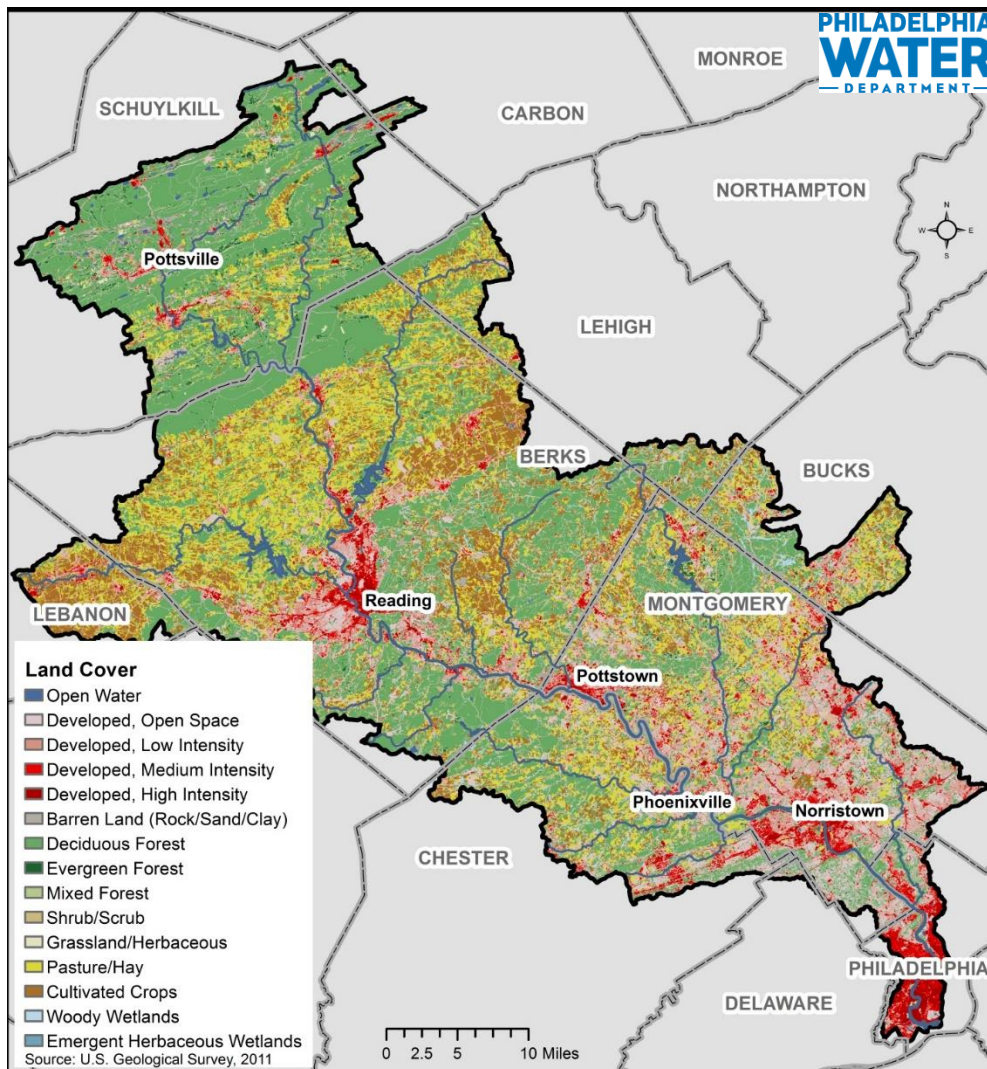 PHILADELPHIA
WATER
DEPARTMENT
MONROE
SCHUYLKILL
CARBON
NORTHAMPTON
N
W
E
S
Pottsville
LEHIGH
BERKS
BUCKS
Reading
LEBANON
MONTGOMERY
Pottstown
Phoenixville
Norristown
CHESTER
PHILADELPHIA
DELAWARE
Land Cover
Open Water
Developed, Open Space
Developed, Low Intensity
Developed, Medium Intensity
Developed, High Intensity
Barren Land (Rock/Sand/Clay)
Deciduous Forest
Evergreen Forest
Mixed Forest
Shrub/Scrub
Grassland/Herbaceous
Pasture/Hay
Cultivated Crops
Woody Wetlands
Emergent Herbaceous Wetlands
Source: U.S. Geological Survey, 2011
0 2.5 5 10 Miles